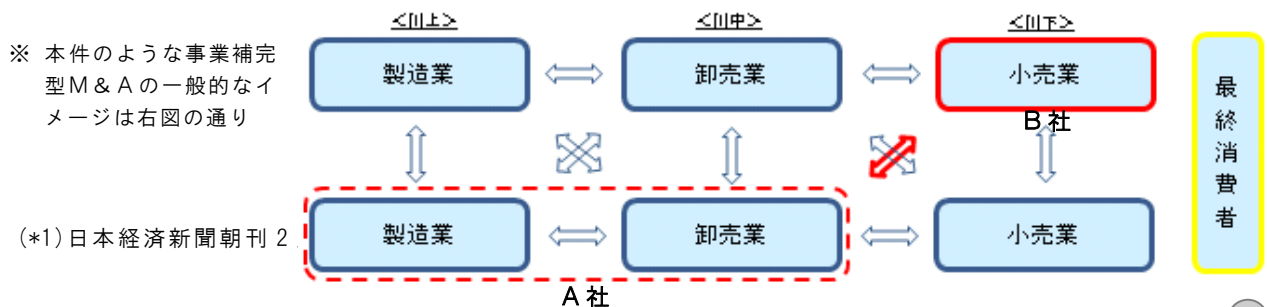 <川上>
<川中>
<川下>
※ 本件のような事業補完
型M&Aの一般的なイ
メージは右図の通り
製造業
卸売業
小売業
B社
最終消費者
(*1)日本経済新聞朝刊2
製造業
卸売業
小売業
A社